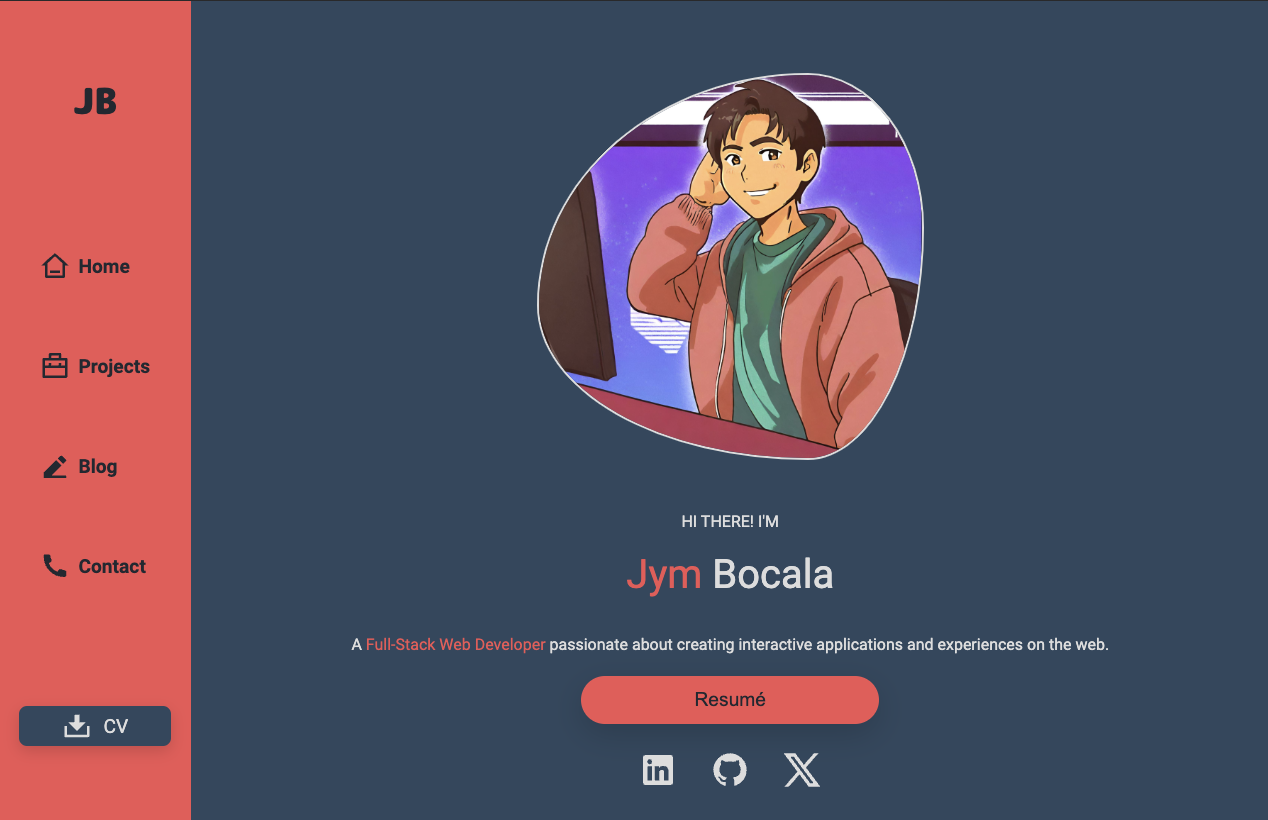 JB
Home
Projects
Blog
Contact
CV
HI THERE! I'M
Jym Bocala
A Full-Stack Web Developer passionate about creating interactive applications and experiences on the web.
Resumé
in
X